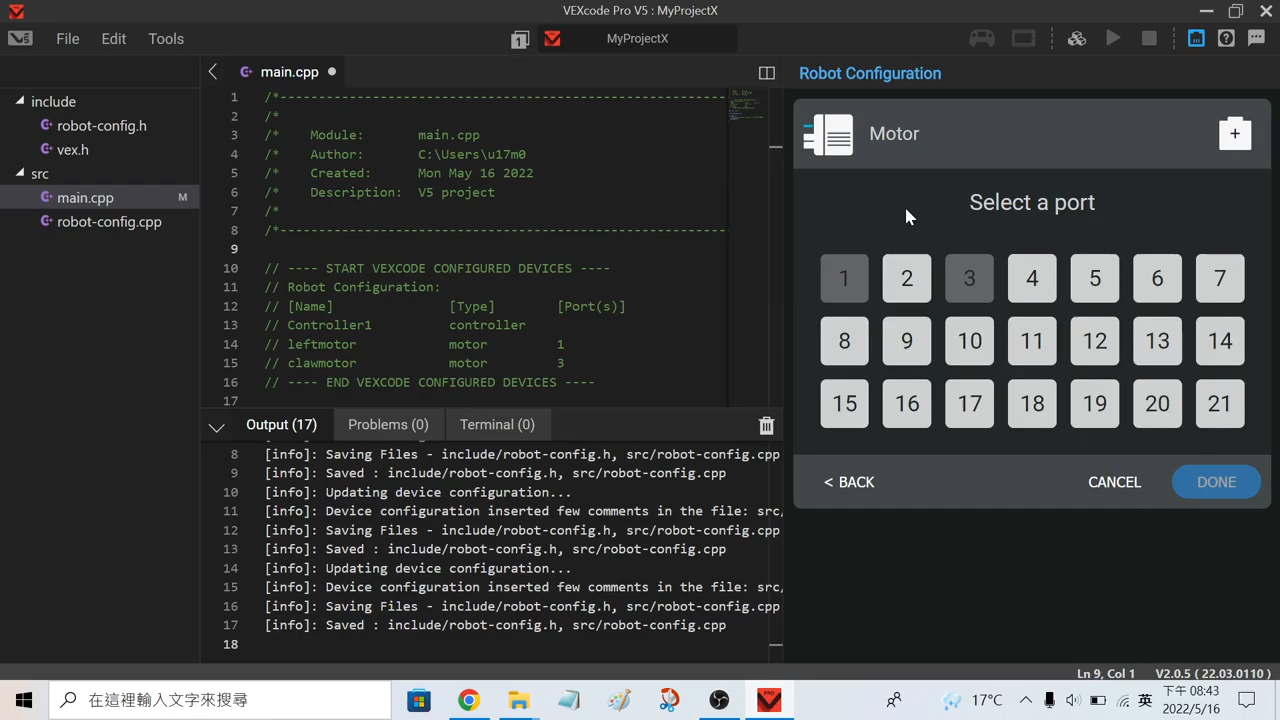 VEXcode Pro V5 : MyProjectX
V5
File
Edit
Tools
1
MyProjectX
main.cpp
Robot Configuration
include
robot-config.h
vex.h
src
main.cpp
M
robot-config.cpp
1 /*-----------------------------------------------------
2 /*
3 /* Module: main.cpp
4 /* Author: C:\Users\u17m0
5 /* Created: Mon May 16 2022
6 /* Description: V5 project
7 /*
8 /*-----------------------------------------------------
9
10 // ---- START VEXCODE CONFIGURED DEVICES ----
11 // Robot Configuration:
12 // [Name] [Type] [Port(s)]
13 // Controller1 controller
14 // leftmotor motor 1
15 // clawmotor motor 3
16 // ---- END VEXCODE CONFIGURED DEVICES ----
17
Output (17)
Problems (0)
Terminal (0)
8 [info]: Saving Files - include/robot-config.h, src/robot-config.cpp
9 [info]: Saved : include/robot-config.h, src/robot-config.cpp
10 [info]: Updating device configuration...
11 [info]: Device configuration inserted few comments in the file: src/
12 [info]: Saving Files - include/robot-config.h, src/robot-config.cpp
13 [info]: Saved : include/robot-config.h, src/robot-config.cpp
14 [info]: Updating device configuration...
15 [info]: Device configuration inserted few comments in the file: src/
16 [info]: Saving Files - include/robot-config.h, src/robot-config.cpp
17 [info]: Saved : include/robot-config.h, src/robot-config.cpp
18
Motor
Select a port
1 2 3 4 5 6 7
8 9 10 11 12 13 14
15 16 17 18 19 20 21
< BACK
CANCEL
DONE
Ln 9, Col 1
V2.0.5 ( 22.03.0110 )
在這裡輸入文字來搜尋
PRO
17°C
英
下午 08:43
2022/5/16